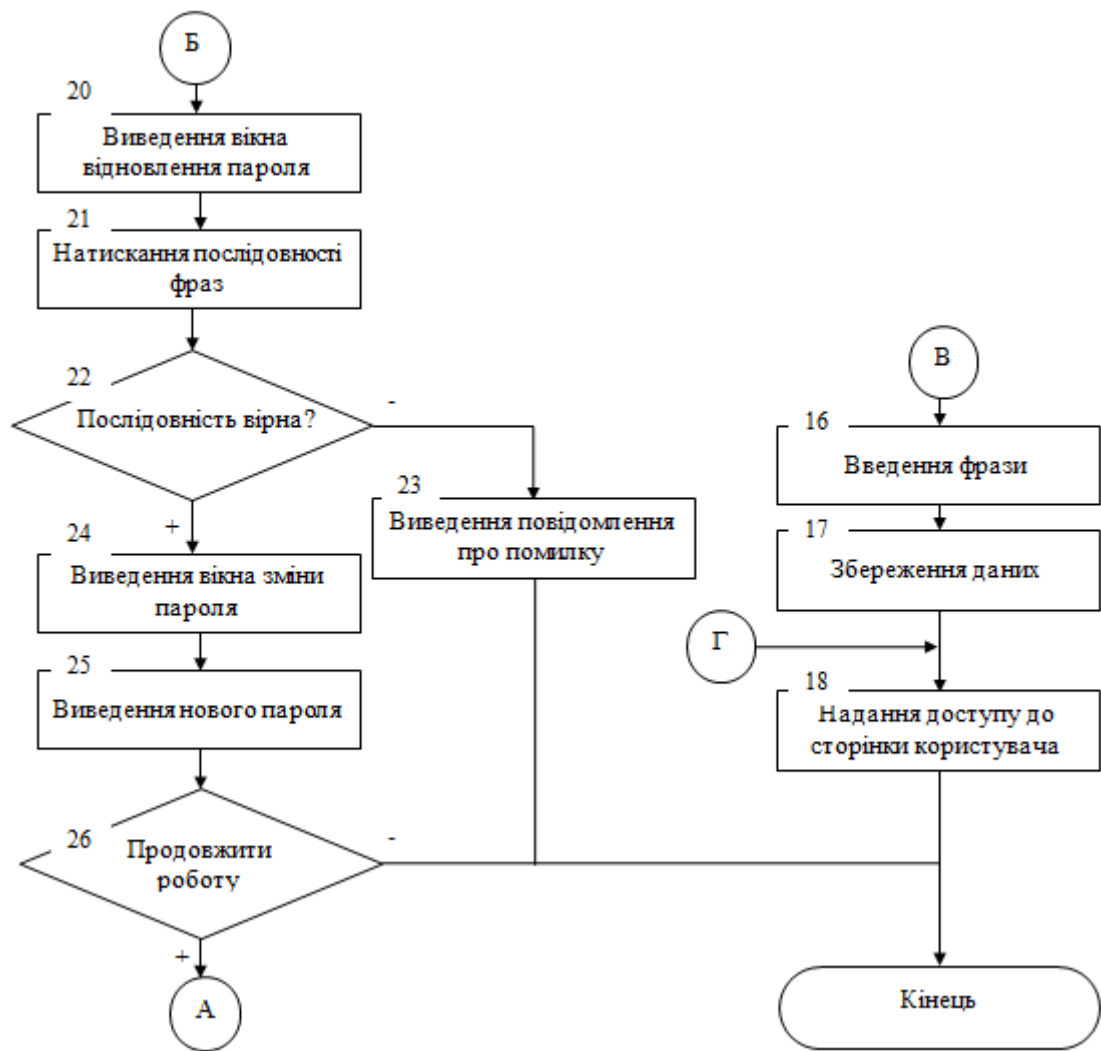 Б
20
Виведення вікна
відновлення пароля
21
Натискання послідовності
фраз
22
Послідовність вірна?
-
+
23
Виведення повідомлення
про помилку
24
Виведення вікна зміни
пароля
25
Виведення нового пароля
26
Продовжити
роботу
-
+
А
В
16
Введення фрази
17
Збереження даних
Г
18
Надання доступу до
сторінки користувача
Кінець